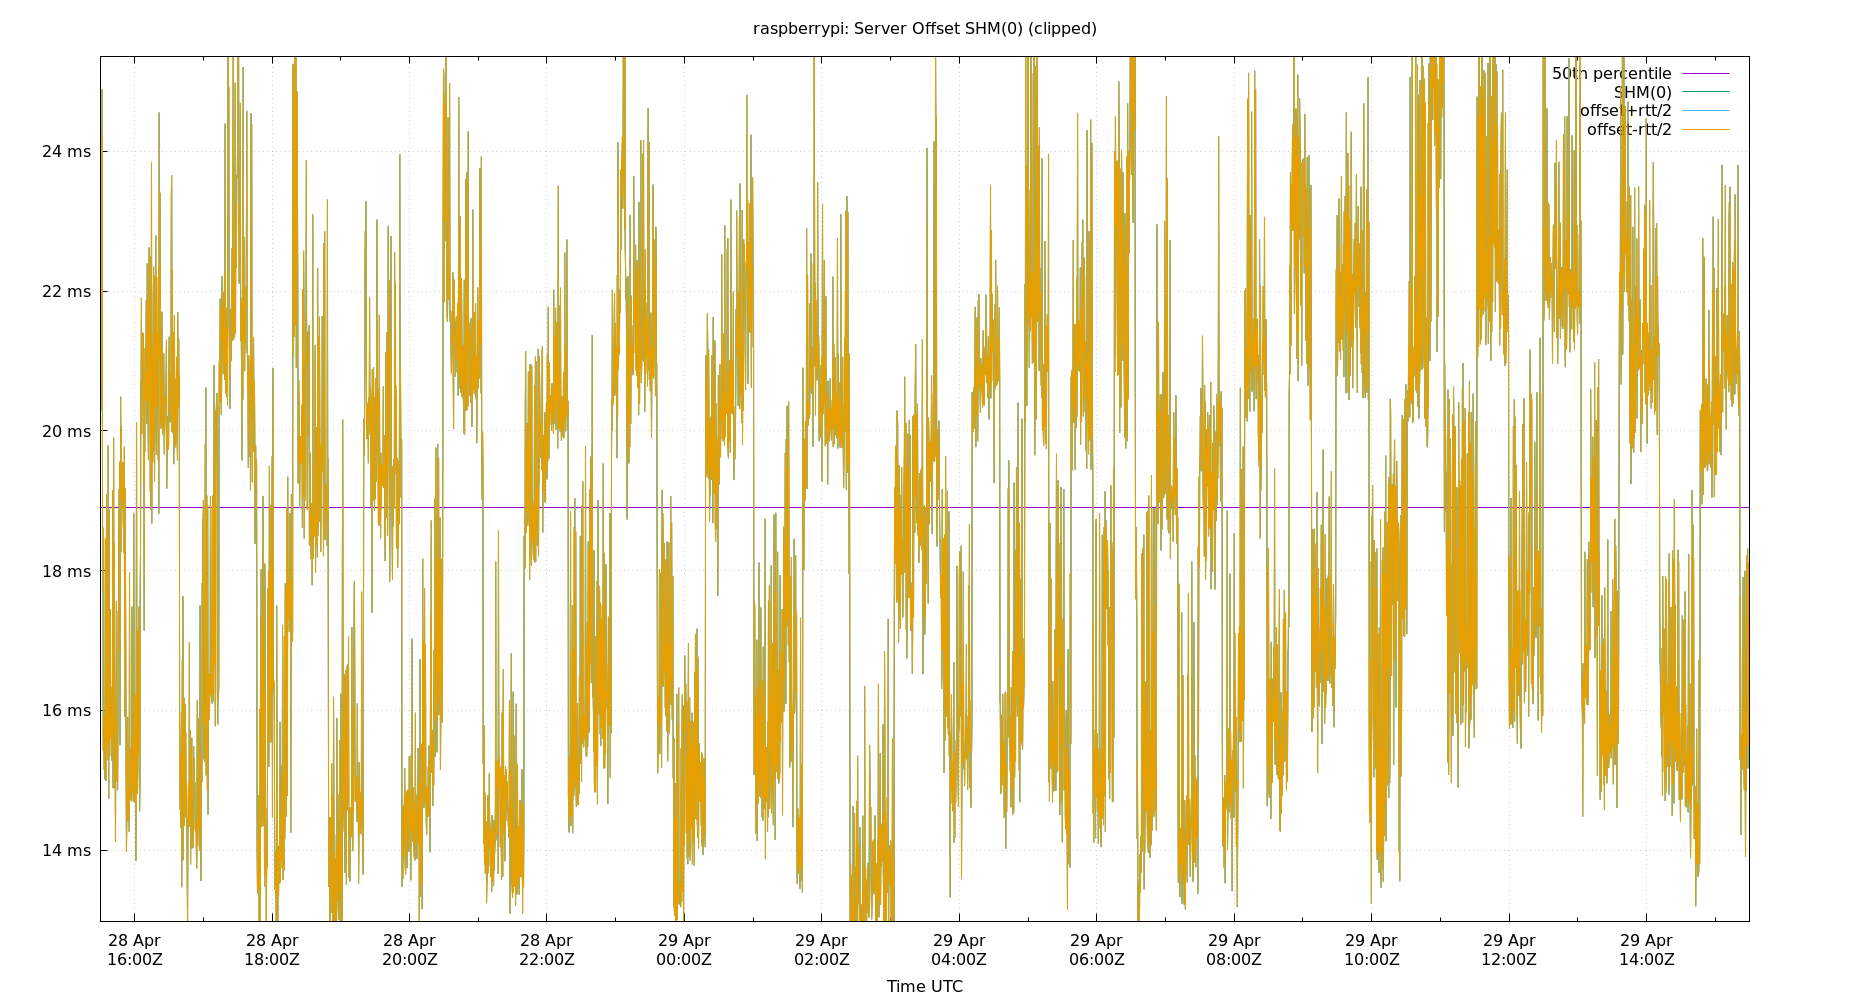 raspberrypi: Server Offset SHM(0) (clipped)
50th percentile
SHM(0)
offset+rtt/2
offset-rtt/2
24 ms
22 ms
20 ms
18 ms
16 ms
14 ms
28 Apr 28 Apr 28 Apr 28 Apr 29 Apr 29 Apr 29 Apr 29 Apr 29 Apr 29 Apr 29 Apr 29 Apr
16:00Z 18:00Z 20:00Z 22:00Z 00:00Z 02:00Z 04:00Z 06:00Z 08:00Z 10:00Z 12:00Z 14:00Z
Time UTC